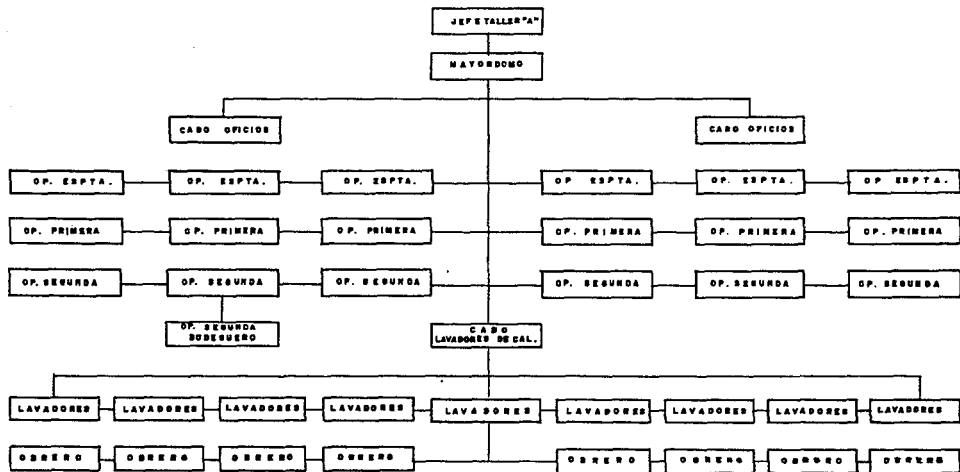 JEFE TALLER "A"
MAYORDOMO
CABO OFICIOS CABO OFICIOS
OP. ESPTA. OP. ESPTA. OP. ESPTA. OP ESPTA. OP. ESPTA. OP ESPTA.
OP. PRIMERA OP. PRIMERA OP. PRIMERA OP. PRIMERA OP. PRIMERA OP. PRIMERA
OP. SEGUNDA OP. SEGUNDA OP. SEGUNDA OP. SEGUNDA OP. SEGUNDA OP. SEGUNDA
OP. SEGUNDA
BODEGUERO
CABO
LAVADORES DE CAL.
LAVADORES LAVADORES LAVADORES LAVADORES LAVADORES LAVADORES LAVADORES LAVADORES LAVADORES
OBRERO OBRERO OBRERO OBRERO OBRERO OBRERO OBRERO OBRERO